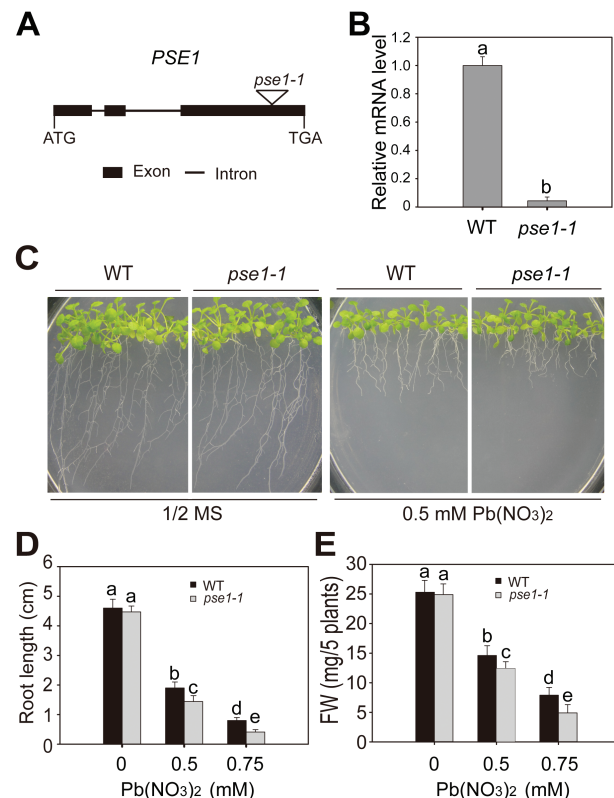 A
PSE1
pse1-1
ATG
TGA
Exon
Intron
B
Relative mRNA level
1.2
1.0
0.8
0.6
0.4
0.2
0
a
b
WT
pse1-1
C
WT
pse1-1
WT
pse1-1
1/2 MS
0.5 mM Pb(NO3)2
D
Root length (cm)
6
5
4
3
2
1
0
a a
b
c
d
e
WT
pse1-1
0
0.5
0.75
Pb(NO3)2 (mM)
E
FW (mg/5 plants)
30
25
20
15
10
5
0
a a
b
c
d
e
WT
pse1-1
0
0.5
0.75
Pb(NO3)2 (mM)